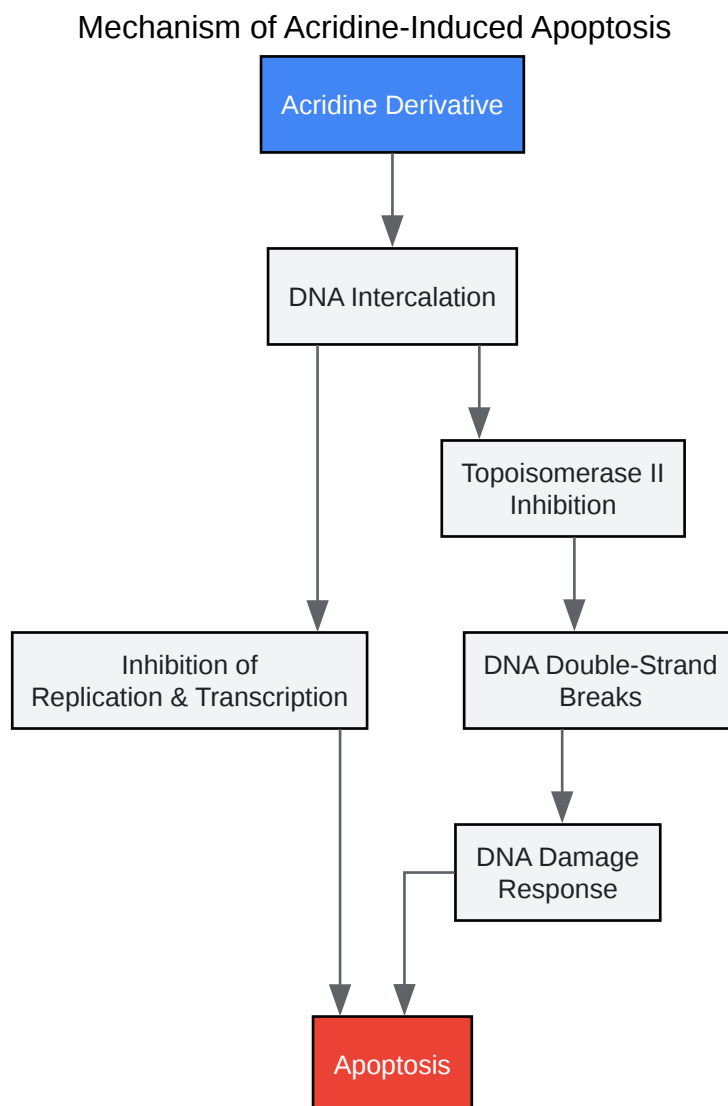 Mechanism of Acridine-Induced Apoptosis
Acridine Derivative
DNA Intercalation
Topoisomerase II
Inhibition
Inhibition of
Replication & Transcription
DNA Double-Strand
Breaks
DNA Damage
Response
Apoptosis